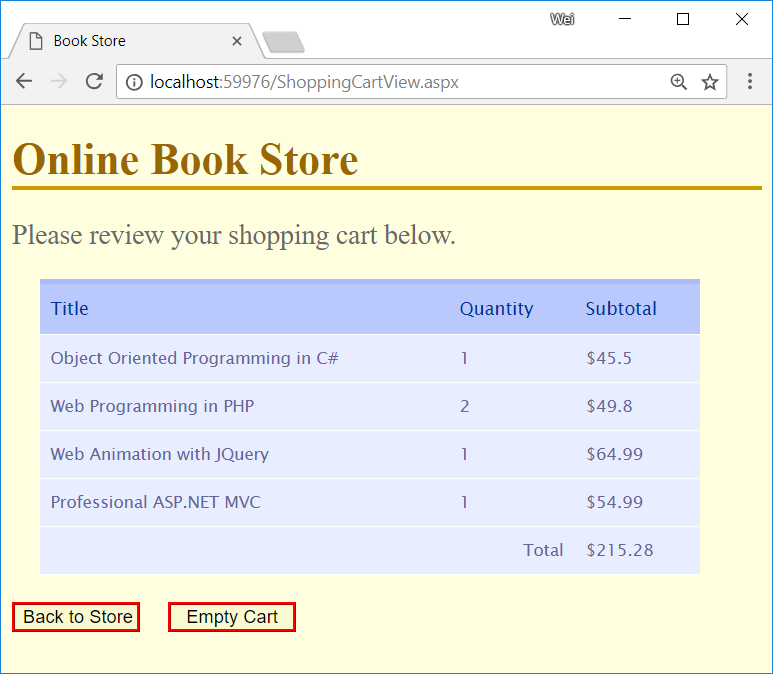 Wei
Book Store
localhost:59976/ShoppingCartView.aspx
Online Book Store
Please review your shopping cart below.
Title Quantity Subtotal
Object Oriented Programming in C# 1 $45.5
Web Programming in PHP 2 $49.8
Web Animation with JQuery 1 $64.99
Professional ASP.NET MVC 1 $54.99
Total $215.28
Back to Store Empty Cart